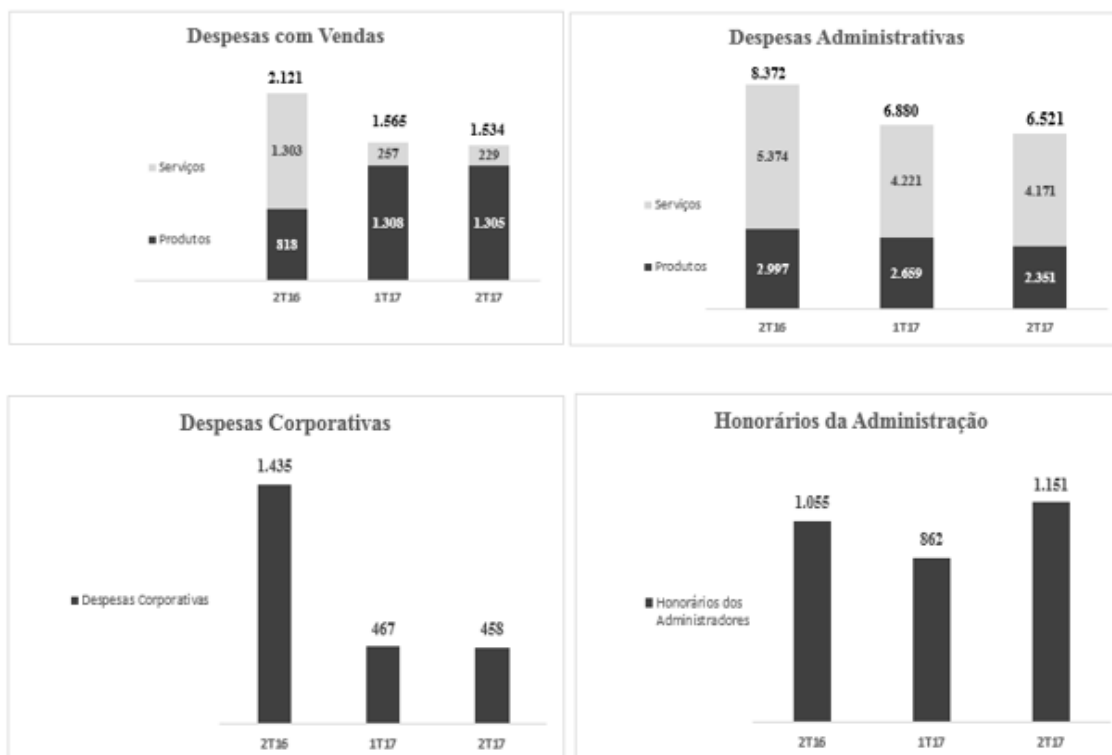 Despesas com Vendas
2.121
1.565
1.534
1.303
257
229
Serviços
1.308
1.305
Produtos
818
2T16
1T17
2T17
Despesas Administrativas
8.372
6.880
6.521
5.374
4.221
4.171
Serviços
Produtos
2.997
2.659
2.351
2T16
1T17
2T17
Despesas Corporativas
1.435
Despesas Corporativas
467
458
2T16
1T17
2T17
Honorários da Administração
1.055
862
1.151
Honorários dos
Administradores
2T16
1T17
2T17